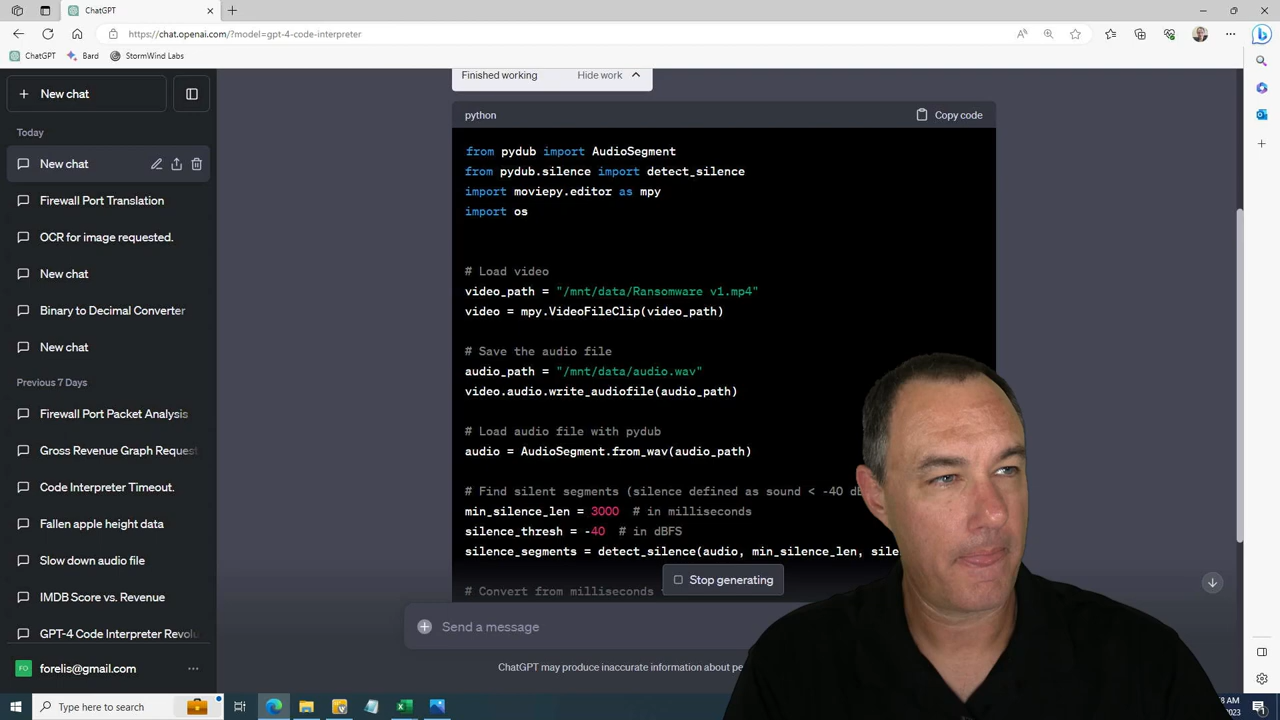 ChatGPT
https://chat.openai.com/?model=gpt-4-code-interpreter
ChatGPT
Bard
StormWind Labs
New chat
Today
New chat
Firewall Port Translation
OCR for image requested.
New chat
Binary to Decimal Converter
New chat
Previous 7 Days
Firewall Port Packet Analysis
Gross Revenue Graph Request
Code Interpreter Timeout.
Fallen apple height data
Slow down audio file
IMDB Score vs. Revenue
GPT-4 Code Interpreter Revolu
forelis@gmail.com
FO
Finished working
Hide work
python
Copy code
from pydub import AudioSegment
from pydub.silence import detect_silence
import moviepy.editor as mpy
import os
# Load video
video_path = "/mnt/data/Ransomware v1.mp4"
video = mpy.VideoFileClip(video_path)
# Save the audio file
audio_path = "/mnt/data/audio.wav"
video.audio.write_audiofile(audio_path)
# Load audio file with pydub
audio = AudioSegment.from_wav(audio_path)
# Find silent segments (silence defined as sound < -40 dB
min_silence_len = 3000 # in milliseconds
silence_thresh = -40 # in dBFS
silence_segments = detect_silence(audio, min_silence_len, sile
# Convert from milliseconds
Stop generating
Send a message
ChatGPT may produce inaccurate information about pe
Type here to search
8 AM
2023